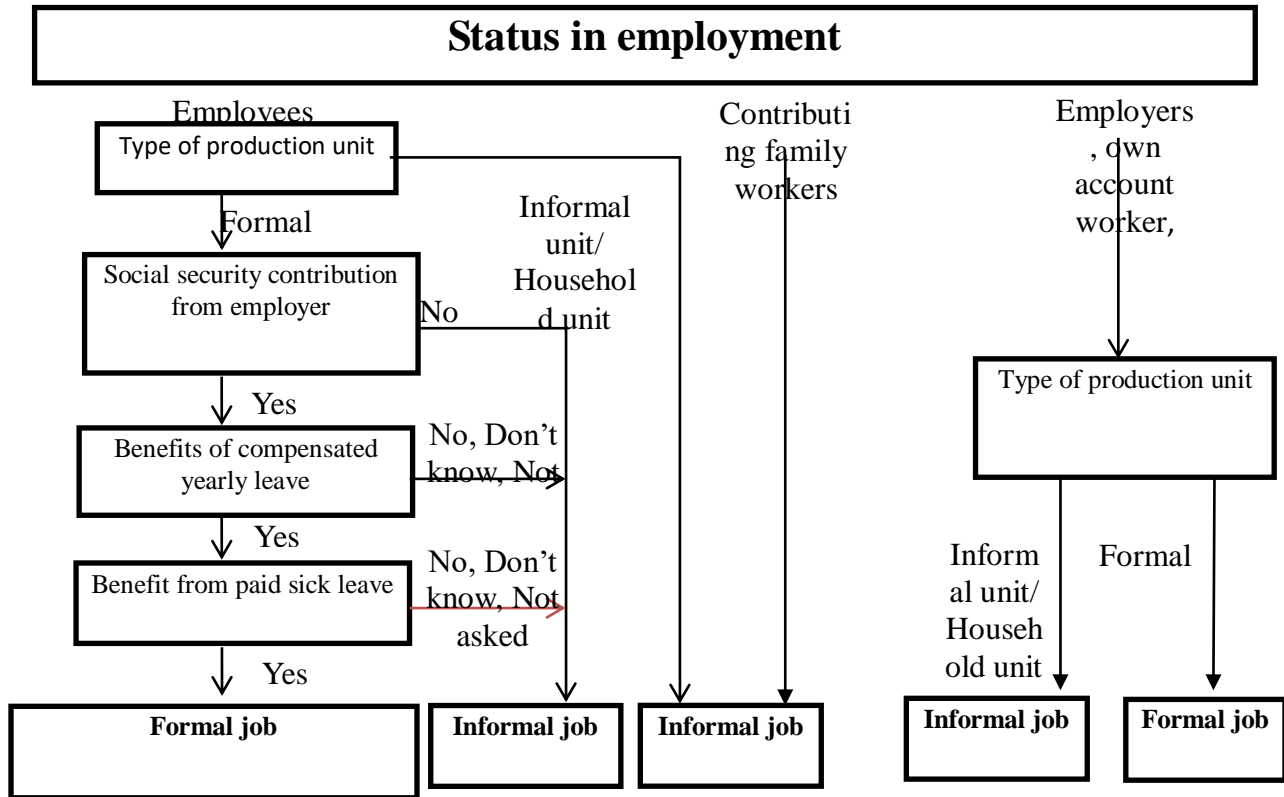 Status in employment
Employees
Type of production unit
Formal
Social security contribution
from employer
No
Yes
Benefits of compensated
yearly leave
No, Don’t
know, Not
Yes
Benefit from paid sick leave
No, Don’t
know, Not
asked
Yes
Formal job
Informal
unit/
Househol
d unit
Informal job
Contributi
ng family
workers
Informal job
Employers
, own
account
worker,
Type of production unit
Inform
al unit/
Househ
old unit
Formal
Informal job
Formal job